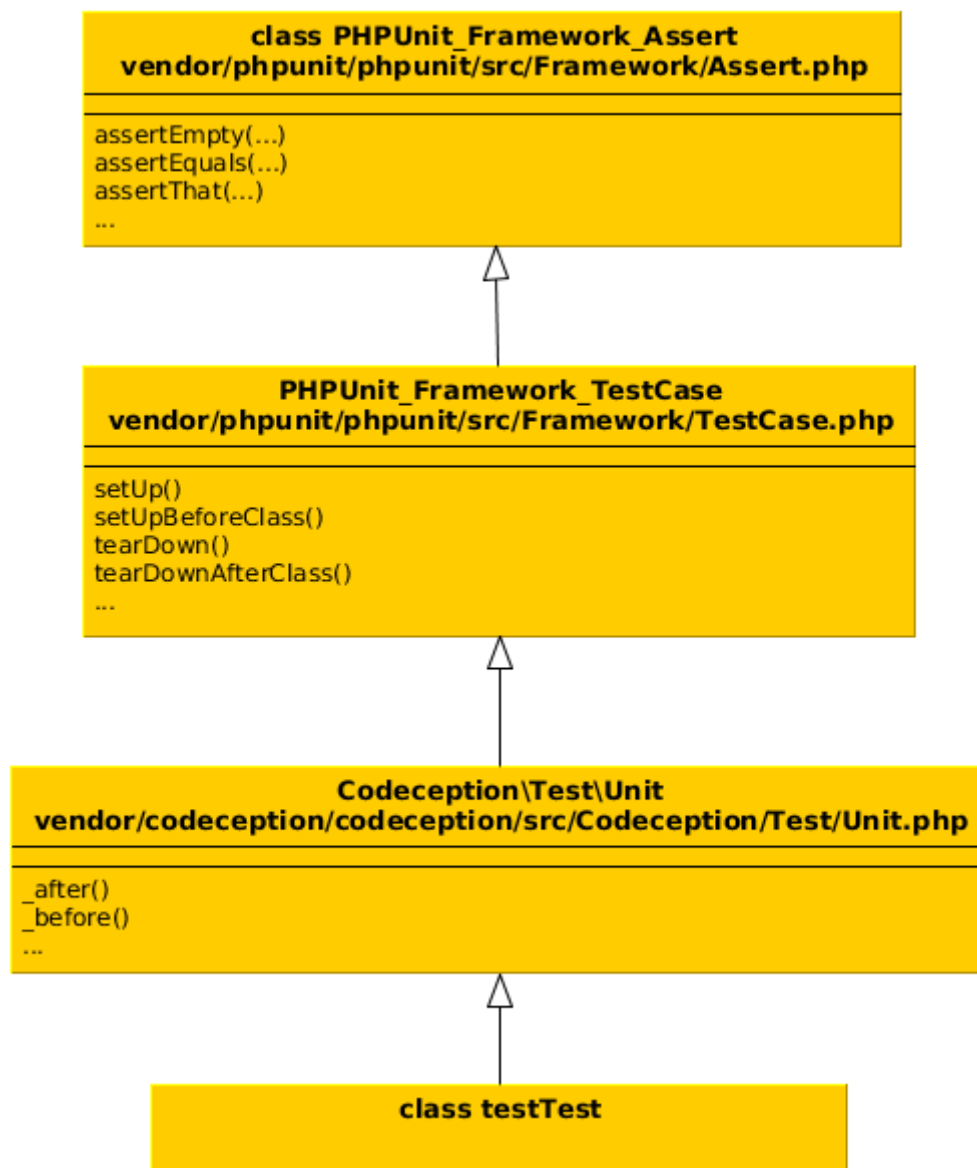 class PHPUnit_Framework_Assert
vendor/phpunit/phpunit/src/Framework/Assert.php
assertEmpty(...)
assertEquals(...)
assertThat(...)
...
PHPUnit_Framework_TestCase
vendor/phpunit/phpunit/src/Framework/TestCase.php
setUp()
setUpBeforeClass()
tearDown()
tearDownAfterClass()
...
Codeception\Test\Unit
vendor/codeception/codeception/src/Codeception/Test/Unit.php
_after()
_before()
...
class testTest